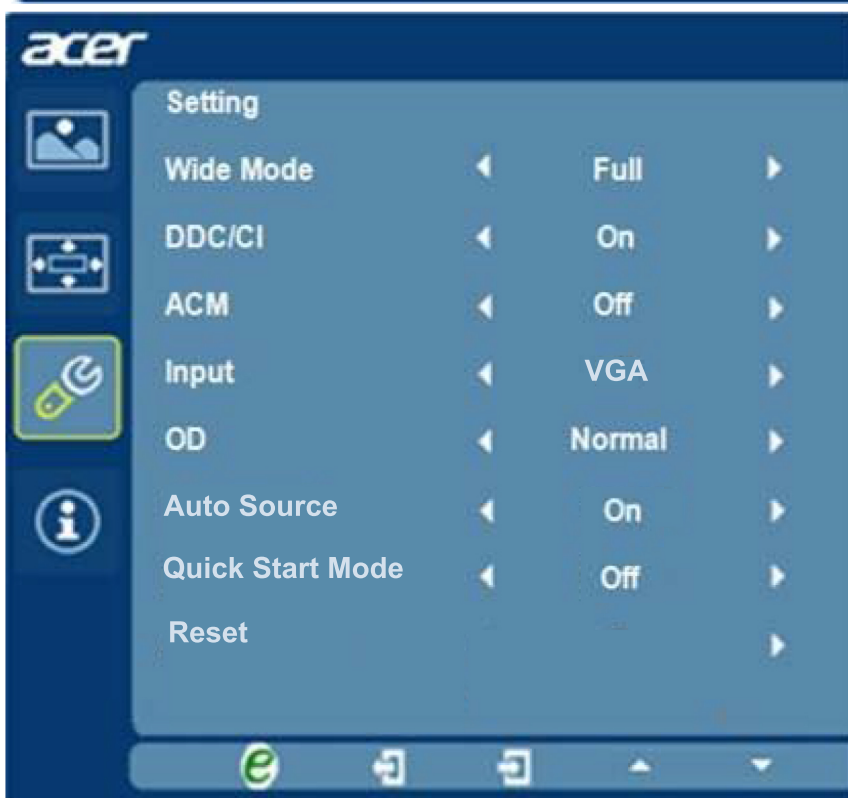 acer
Setting
Wide Mode Full
DDC/CI On
ACM Off
Input VGA
OD Normal
Auto Source On
Quick Start Mode Off
Reset
e